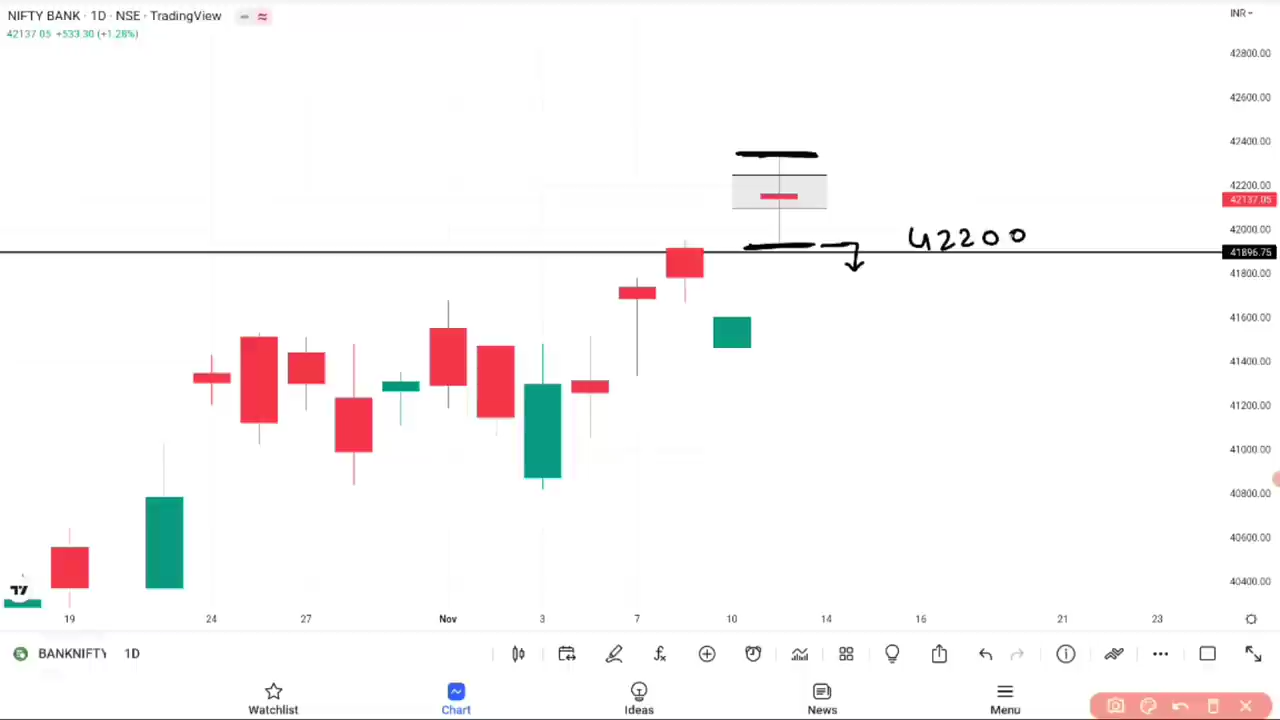 NIFTY BANK · 1D · NSE · TradingView
INR
42137.05 +533.30 (+1.28%)
42800.00
42600.00
42400.00
42200.00
42137.05
42000.00
42200
41896.75
41800.00
41600.00
41400.00
41200.00
41000.00
40800.00
40600.00
40400.00
19 24 27 Nov 3 7 10 14 16 21 23
BANKNIFTY 1D
Watchlist Chart Ideas News Menu